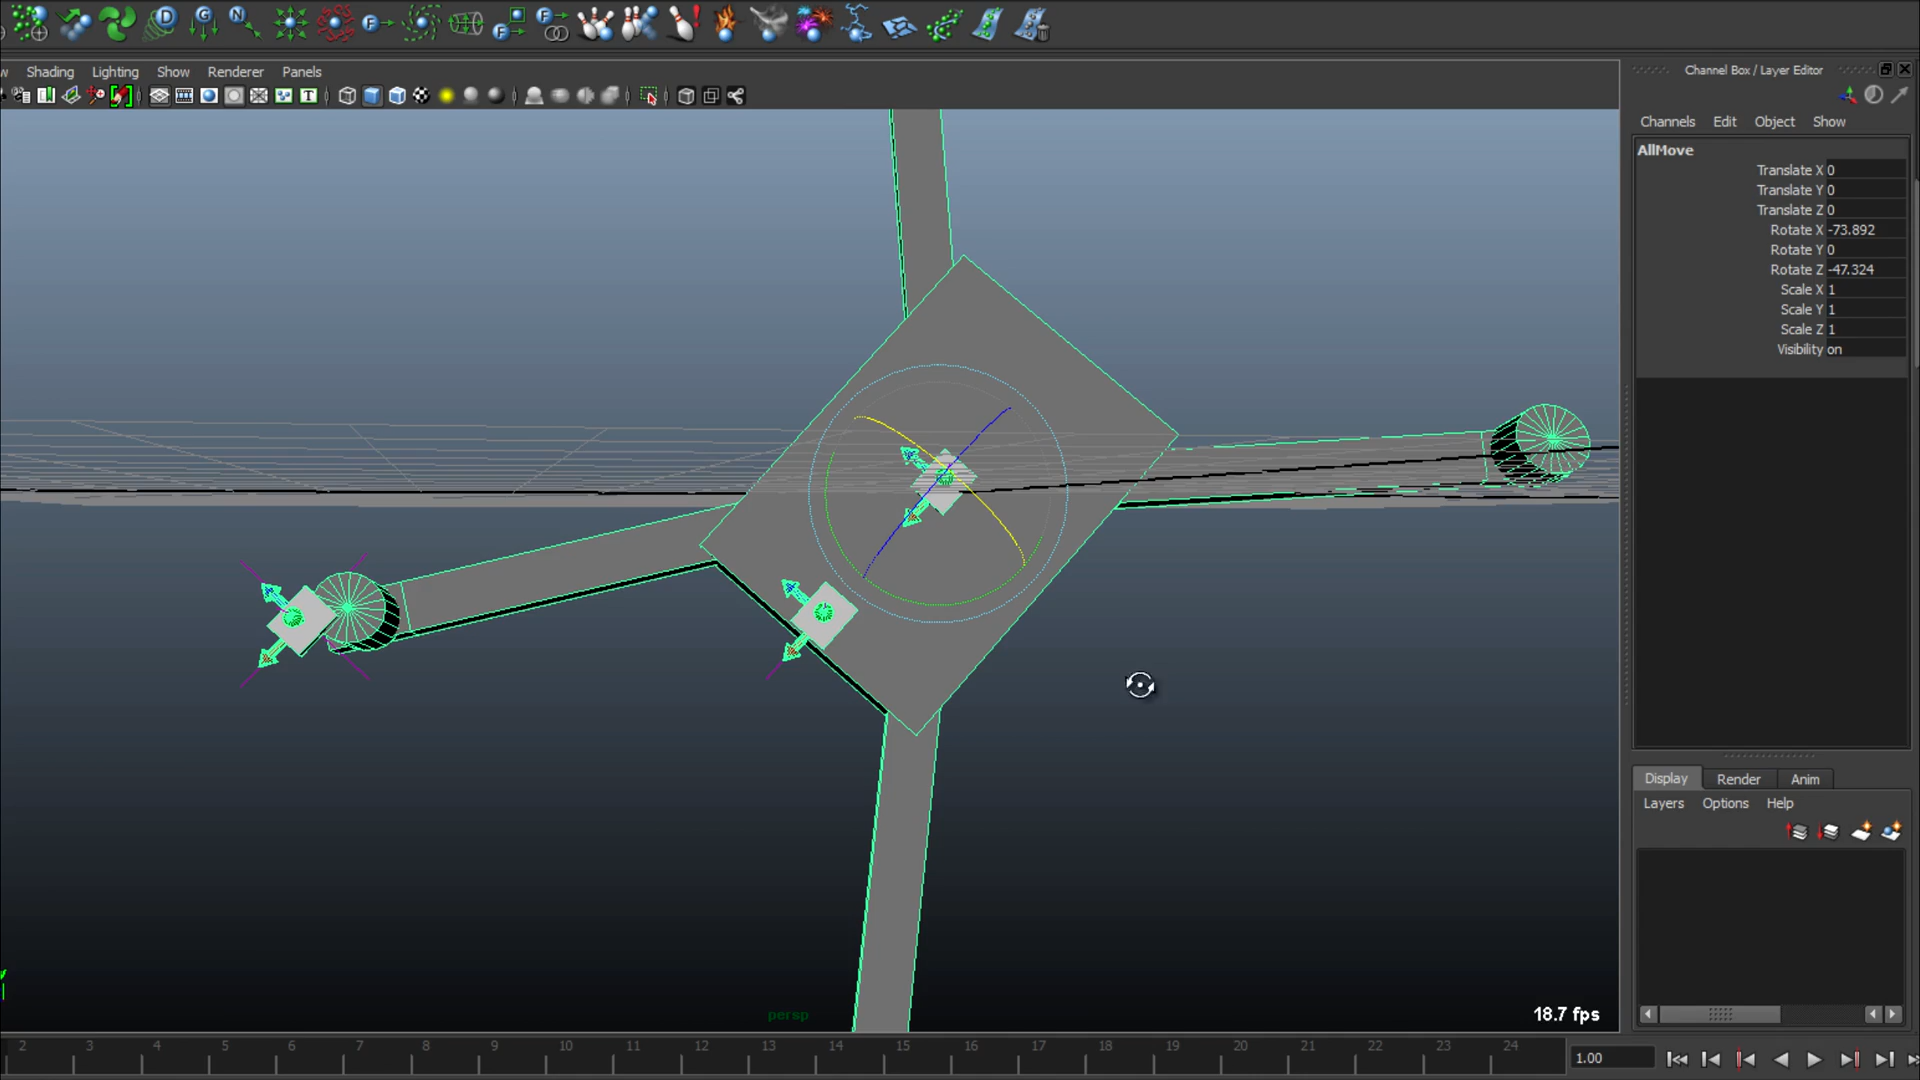 w Shading Lighting Show Renderer Panels
Channel Box / Layer Editor
Channels Edit Object Show
AllMove
Translate X 0
Translate Y 0
Translate Z 0
Rotate X -73.892
Rotate Y 0
Rotate Z -47.324
Scale X 1
Scale Y 1
Scale Z 1
Visibility on
Display Render Anim
Layers Options Help
persp
18.7 fps
2 3 4 5 6 7 8 9 10 11 12 13 14 15 16 17 18 19 20 21 22 23 24
1.00